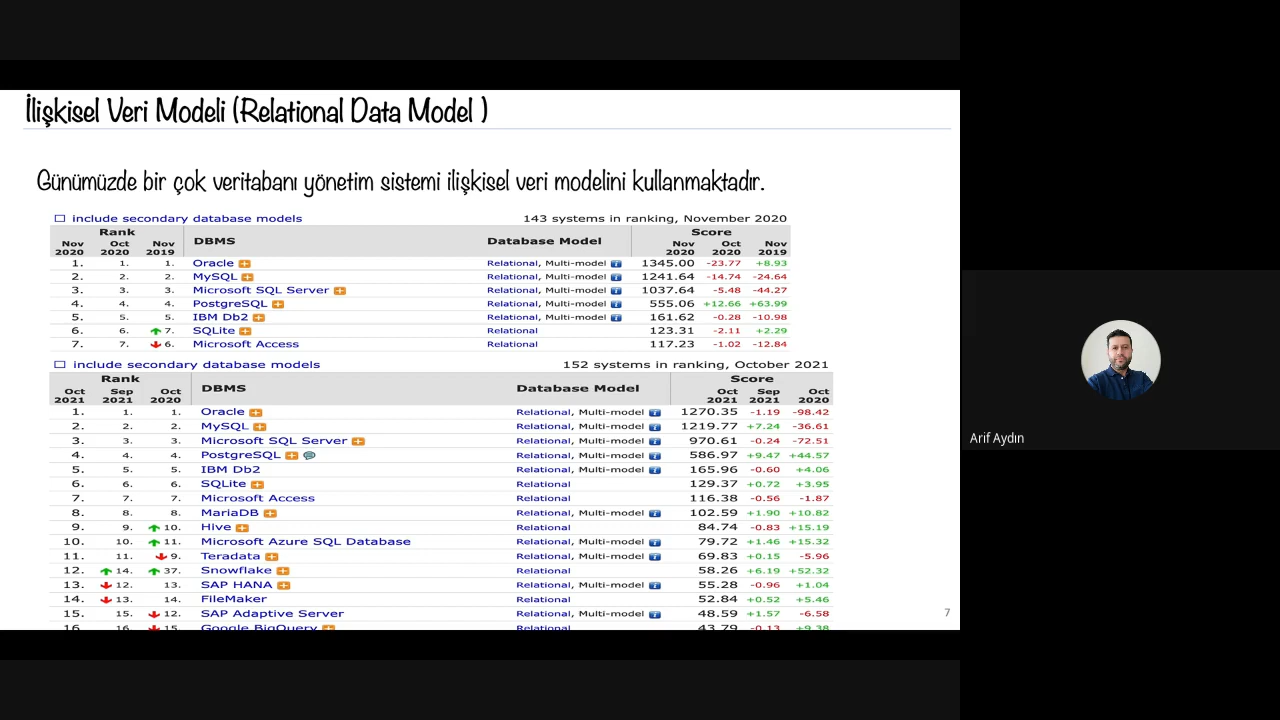 İlişkisel Veri Modeli (Relational Data Model )
Günümüzde bir çok veritabanı yönetim sistemi ilişkisel veri modelini kullanmaktadır.
include secondary database models 143 systems in ranking, November 2020
Rank DBMS Database Model Score
Nov 2020 Oct 2020 Nov 2019 Nov 2020 Oct 2020 Nov 2019
1. 1. 1. Oracle Relational, Multi-model 1345.00 -23.77 +8.93
2. 2. 2. MySQL Relational, Multi-model 1241.64 -14.74 -24.64
3. 3. 3. Microsoft SQL Server Relational, Multi-model 1037.64 -5.48 -44.27
4. 4. 4. PostgreSQL Relational, Multi-model 555.06 +12.66 +63.99
5. 5. 5. IBM Db2 Relational, Multi-model 161.62 -0.28 -10.98
6. 6. 7. SQLite Relational 123.31 -2.11 +2.29
7. 7. 6. Microsoft Access Relational 117.23 -1.02 -12.84
include secondary database models 152 systems in ranking, October 2021
Rank DBMS Database Model Score
Oct 2021 Sep 2021 Oct 2020 Oct 2021 Sep 2021 Oct 2020
1. 1. 1. Oracle Relational, Multi-model 1270.35 -1.19 -98.42
2. 2. 2. MySQL Relational, Multi-model 1219.77 +7.24 -36.61
3. 3. 3. Microsoft SQL Server Relational, Multi-model 970.61 -0.24 -72.51
4. 4. 4. PostgreSQL Relational, Multi-model 586.97 +9.47 +44.57
5. 5. 5. IBM Db2 Relational, Multi-model 165.96 -0.60 +4.06
6. 6. 6. SQLite Relational 129.37 +0.72 +3.95
7. 7. 7. Microsoft Access Relational 116.38 -0.56 -1.87
8. 8. 8. MariaDB Relational, Multi-model 102.59 +1.90 +10.82
9. 9. 10. Hive Relational 84.74 -0.83 +15.19
10. 10. 11. Microsoft Azure SQL Database Relational, Multi-model 79.72 +1.46 +15.32
11. 11. 9. Teradata Relational, Multi-model 69.83 +0.15 -5.96
12. 14. 37. Snowflake Relational 58.26 +6.19 +52.32
13. 12. 13. SAP HANA Relational, Multi-model 55.28 -0.96 +1.04
14. 13. 14. FileMaker Relational 52.84 +0.52 +5.46
15. 15. 12. SAP Adaptive Server Relational, Multi-model 48.59 +1.57 -6.58
16. 16. 15. Google BigQuery Relational 43.79 -0.13 +9.38
7
Arif Aydın